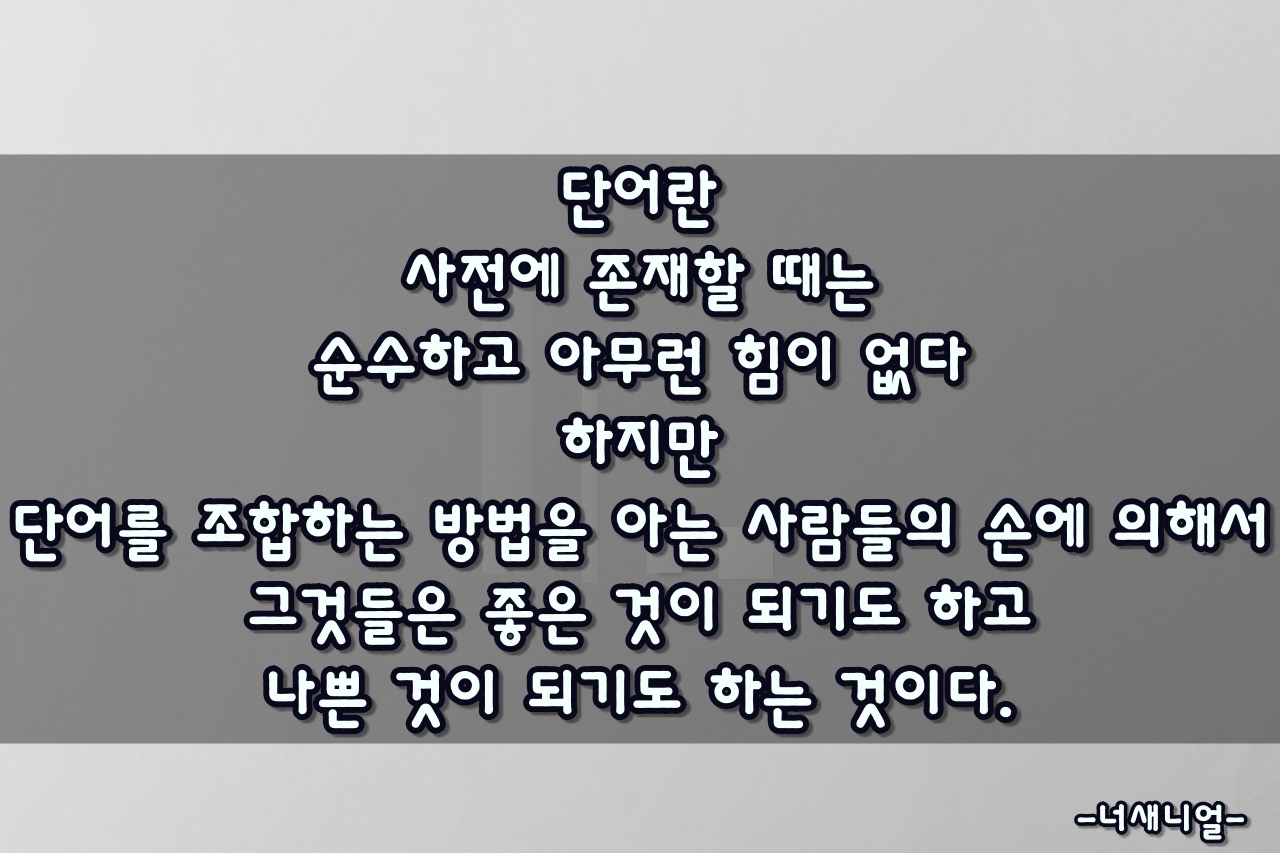 단어란
사전에 존재할 때는
순수하고 아무런 힘이 없다
하지만
단어를 조합하는 방법을 아는 사람들의 손에 의해서
그것들은 좋은 것이 되기도 하고
나쁜 것이 되기도 하는 것이다.
-너새니얼-